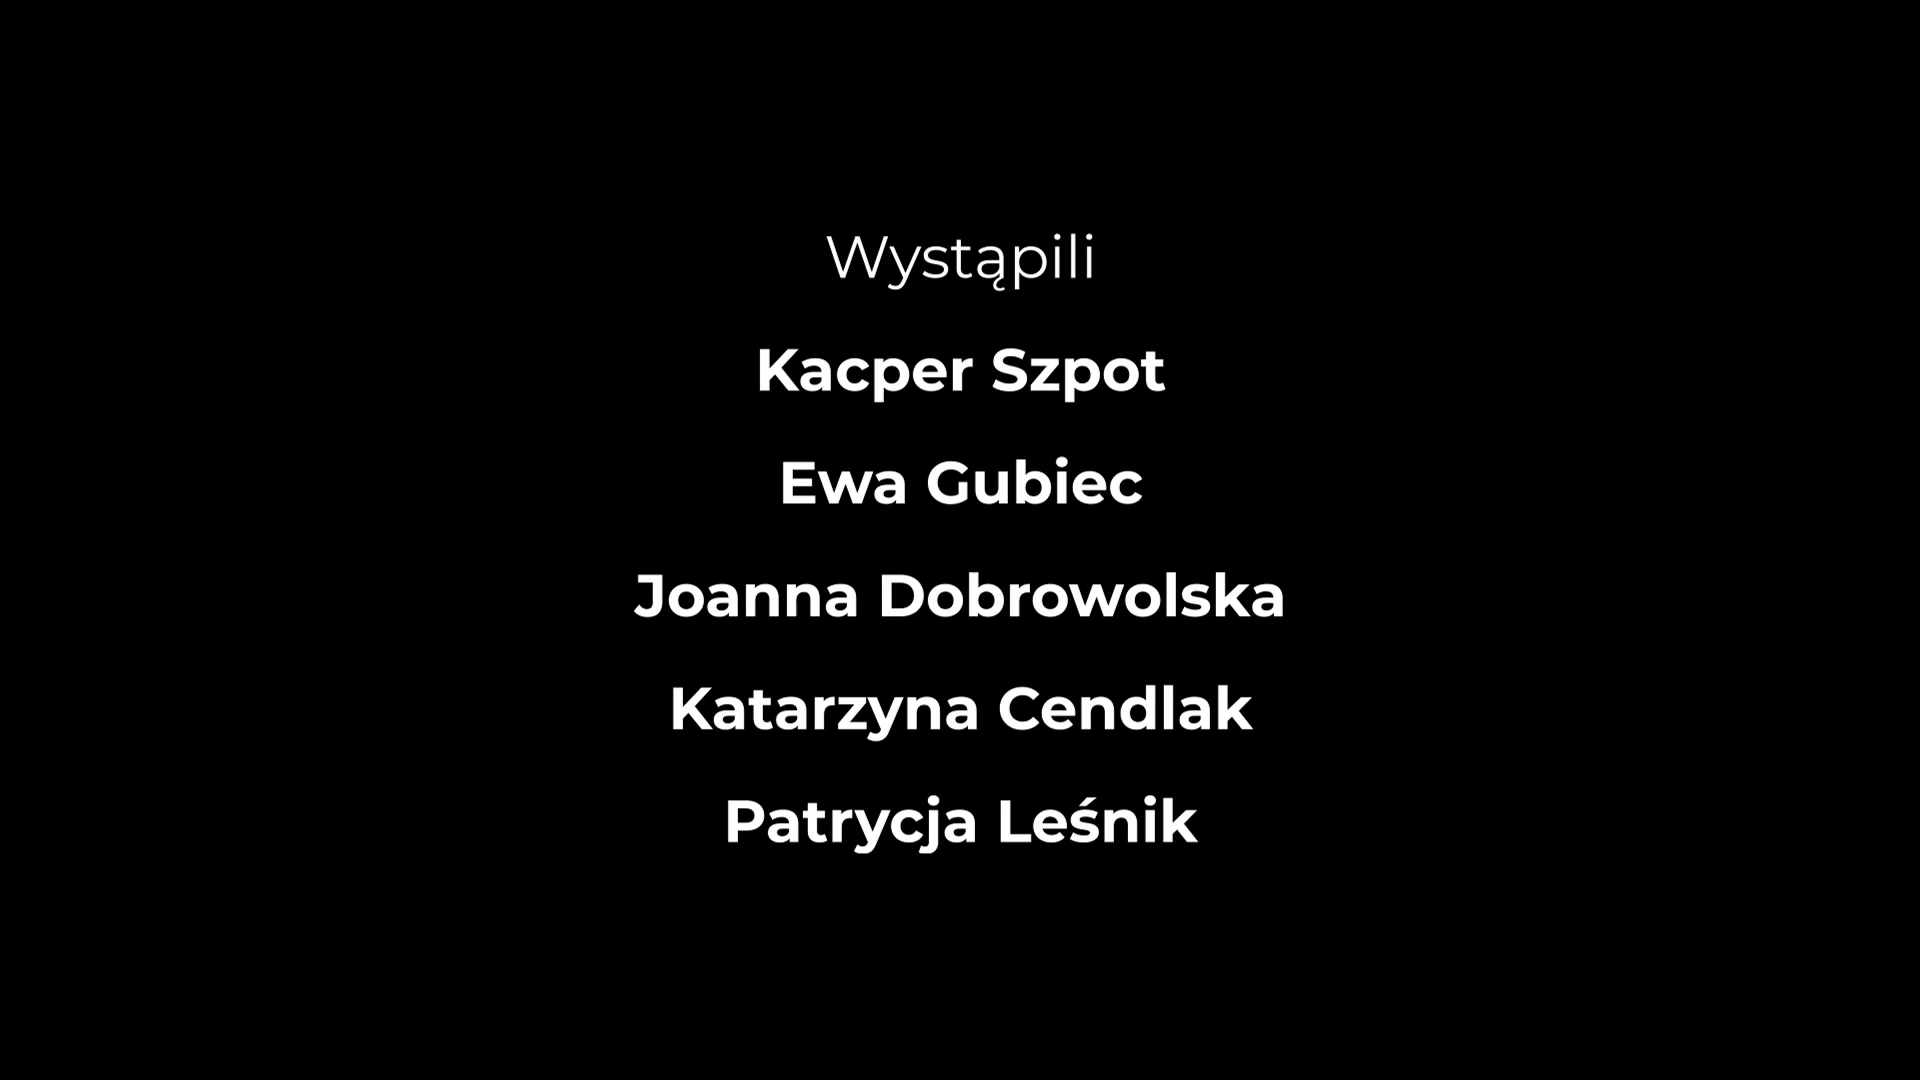 Wystąpili
Kacper Szpot
Ewa Gubiec
Joanna Dobrowolska
Katarzyna Cendlak
Patrycja Leśnik